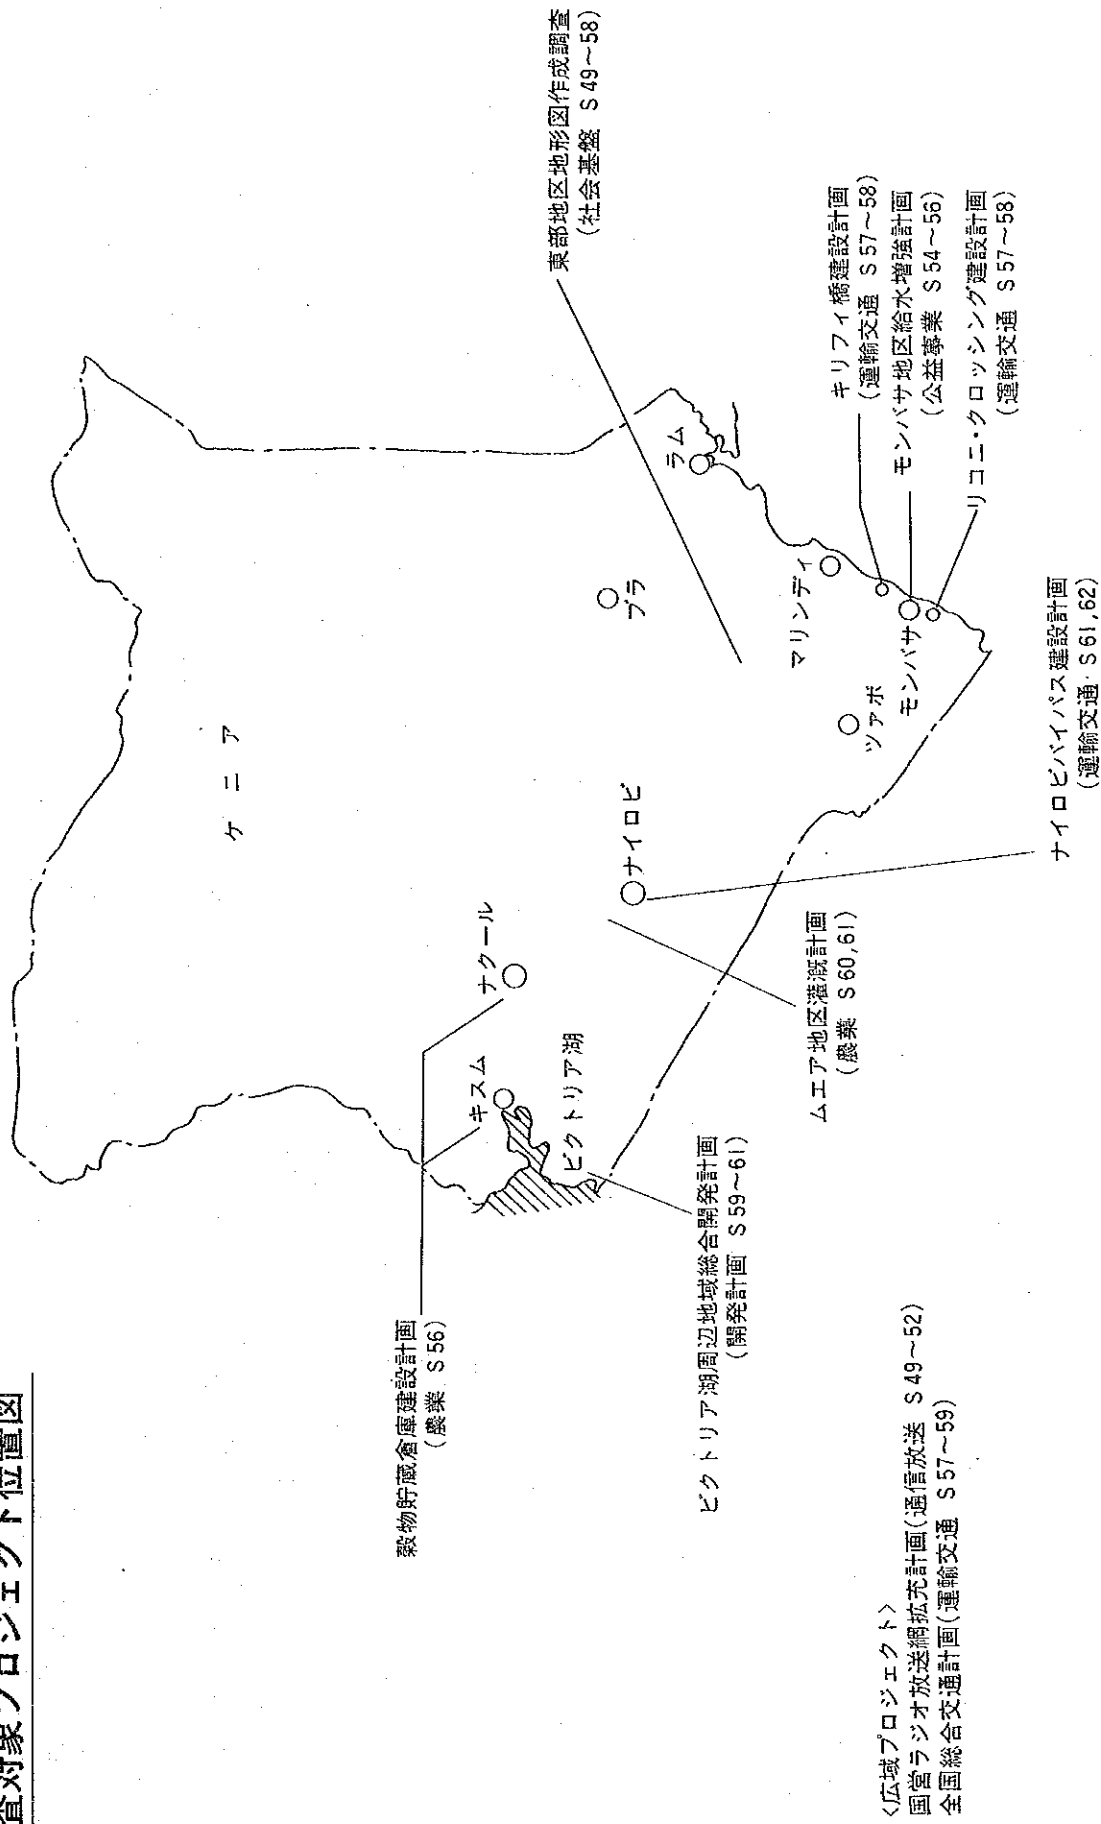 査対象プロジェクト位置図
ケニア
穀物貯蔵倉庫建設計画
(農業 S56)
ナクール
キスム
ビクトリア湖
ビクトリア湖周辺地域総合開発計画
(開発計画 S59~61)
ムエア地区灌漑計画
(農業 S60,61)
ナイロビ
ナイロビバイパス建設計画
(運輸交通 S61,62)
ブラ
ラム
マリンディ
ツァボ
モンバサ
東部地区地形図作成調査
(社会基盤 S49~58)
キリフィ橋建設計画
(運輸交通 S57~58)
モンバサ地区給水増強計画
(公益事業 S54~56)
リコニ・クロッシング建設計画
(運輸交通 S57~58)
<広域プロジェクト>
国営ラジオ放送網拡充計画(通信放送 S49~52)
全国総合交通計画(運輸交通 S57~59)